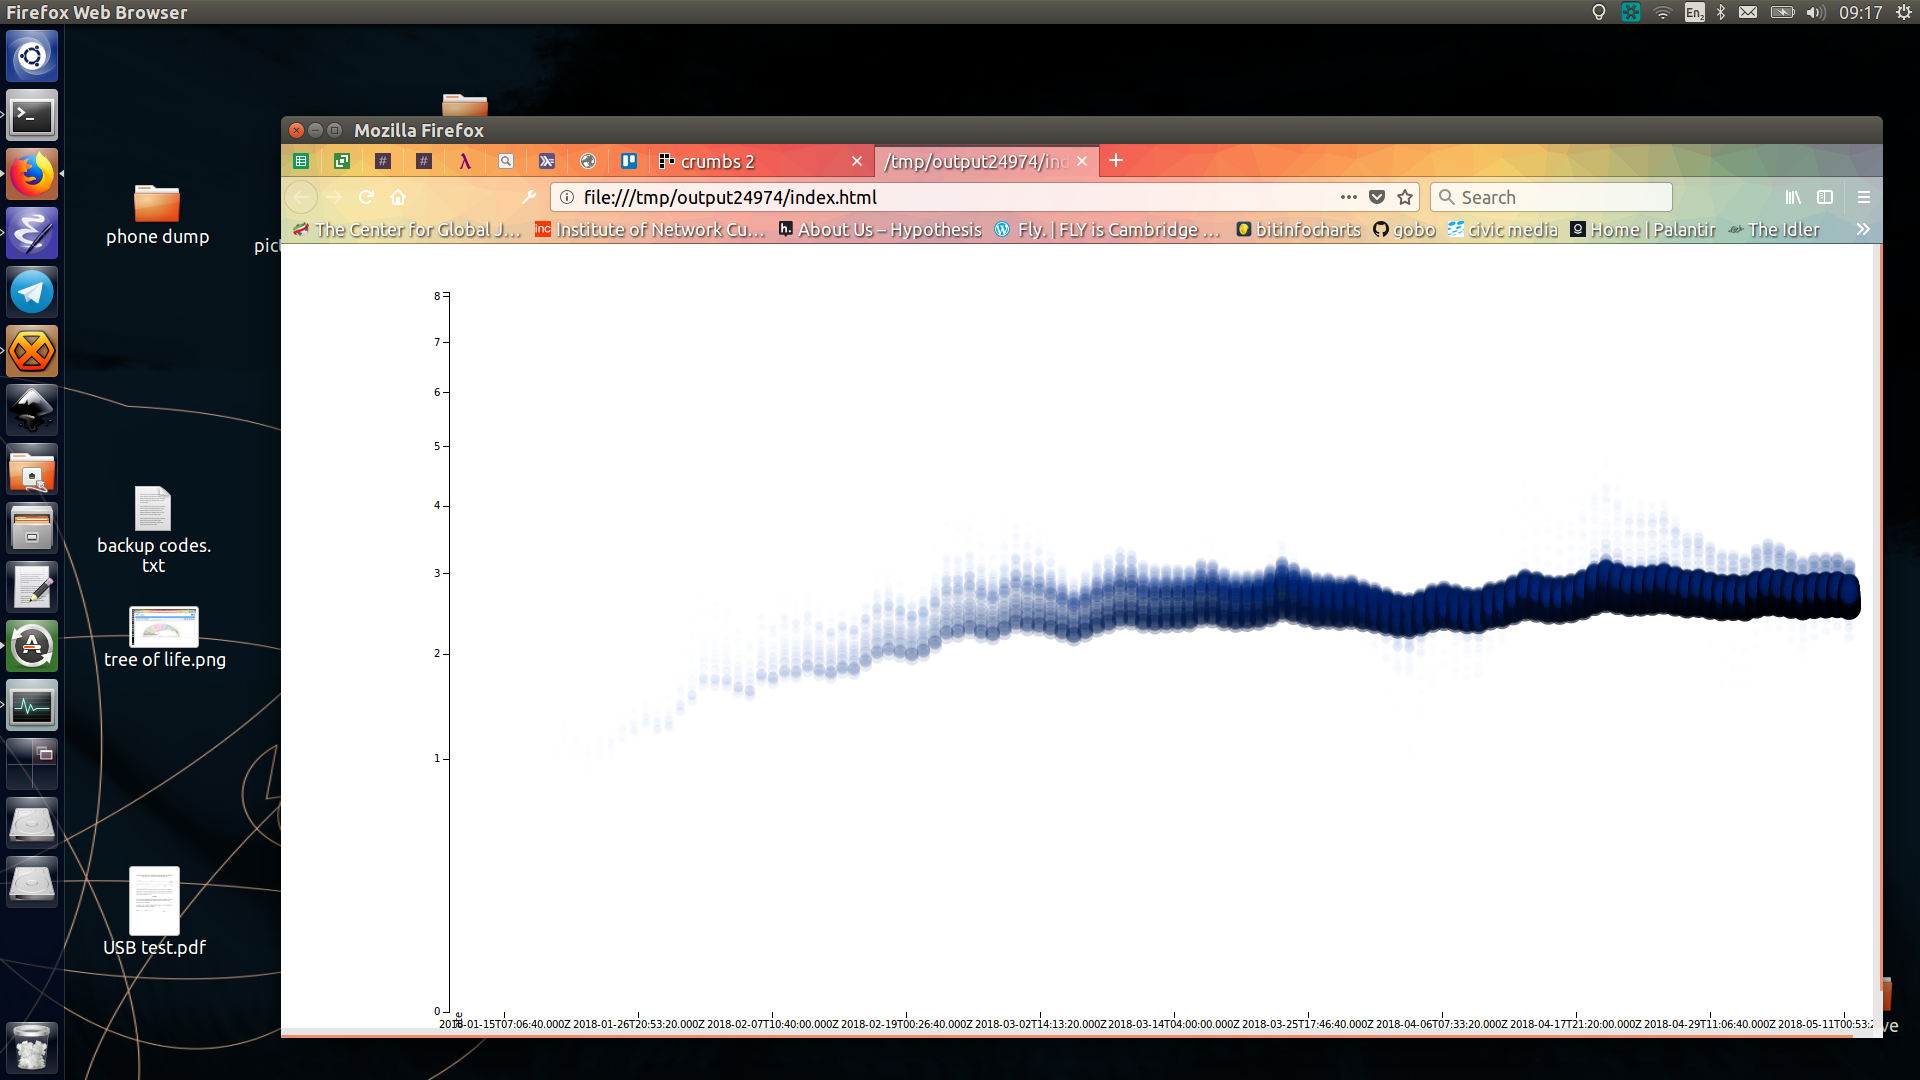 Firefox Web Browser
En2
09:17
phone dump
backup codes.
txt
tree of life.png
USB test.pdf
Mozilla Firefox
crumbs 2
/tmp/output24974/
file:///tmp/output24974/index.html
Search
The Center for Global J...
inc Institute of Network Cu...
h. About Us – Hypothesis
Fly. | FLY is Cambridge ...
bitinfocharts
gobo
civic media
Home | Palantir
The Idler
8
7
6
5
4
3
2
1
0
2018-01-15T07:06:40.000Z 2018-01-26T20:53:20.000Z 2018-02-07T10:40:00.000Z 2018-02-19T00:26:40.000Z 2018-03-02T14:13:20.000Z 2018-03-14T04:00:00.000Z 2018-03-25T17:46:40.000Z 2018-04-06T07:33:20.000Z 2018-04-17T21:20:00.000Z 2018-04-29T11:06:40.000Z 2018-05-11T00:53:2